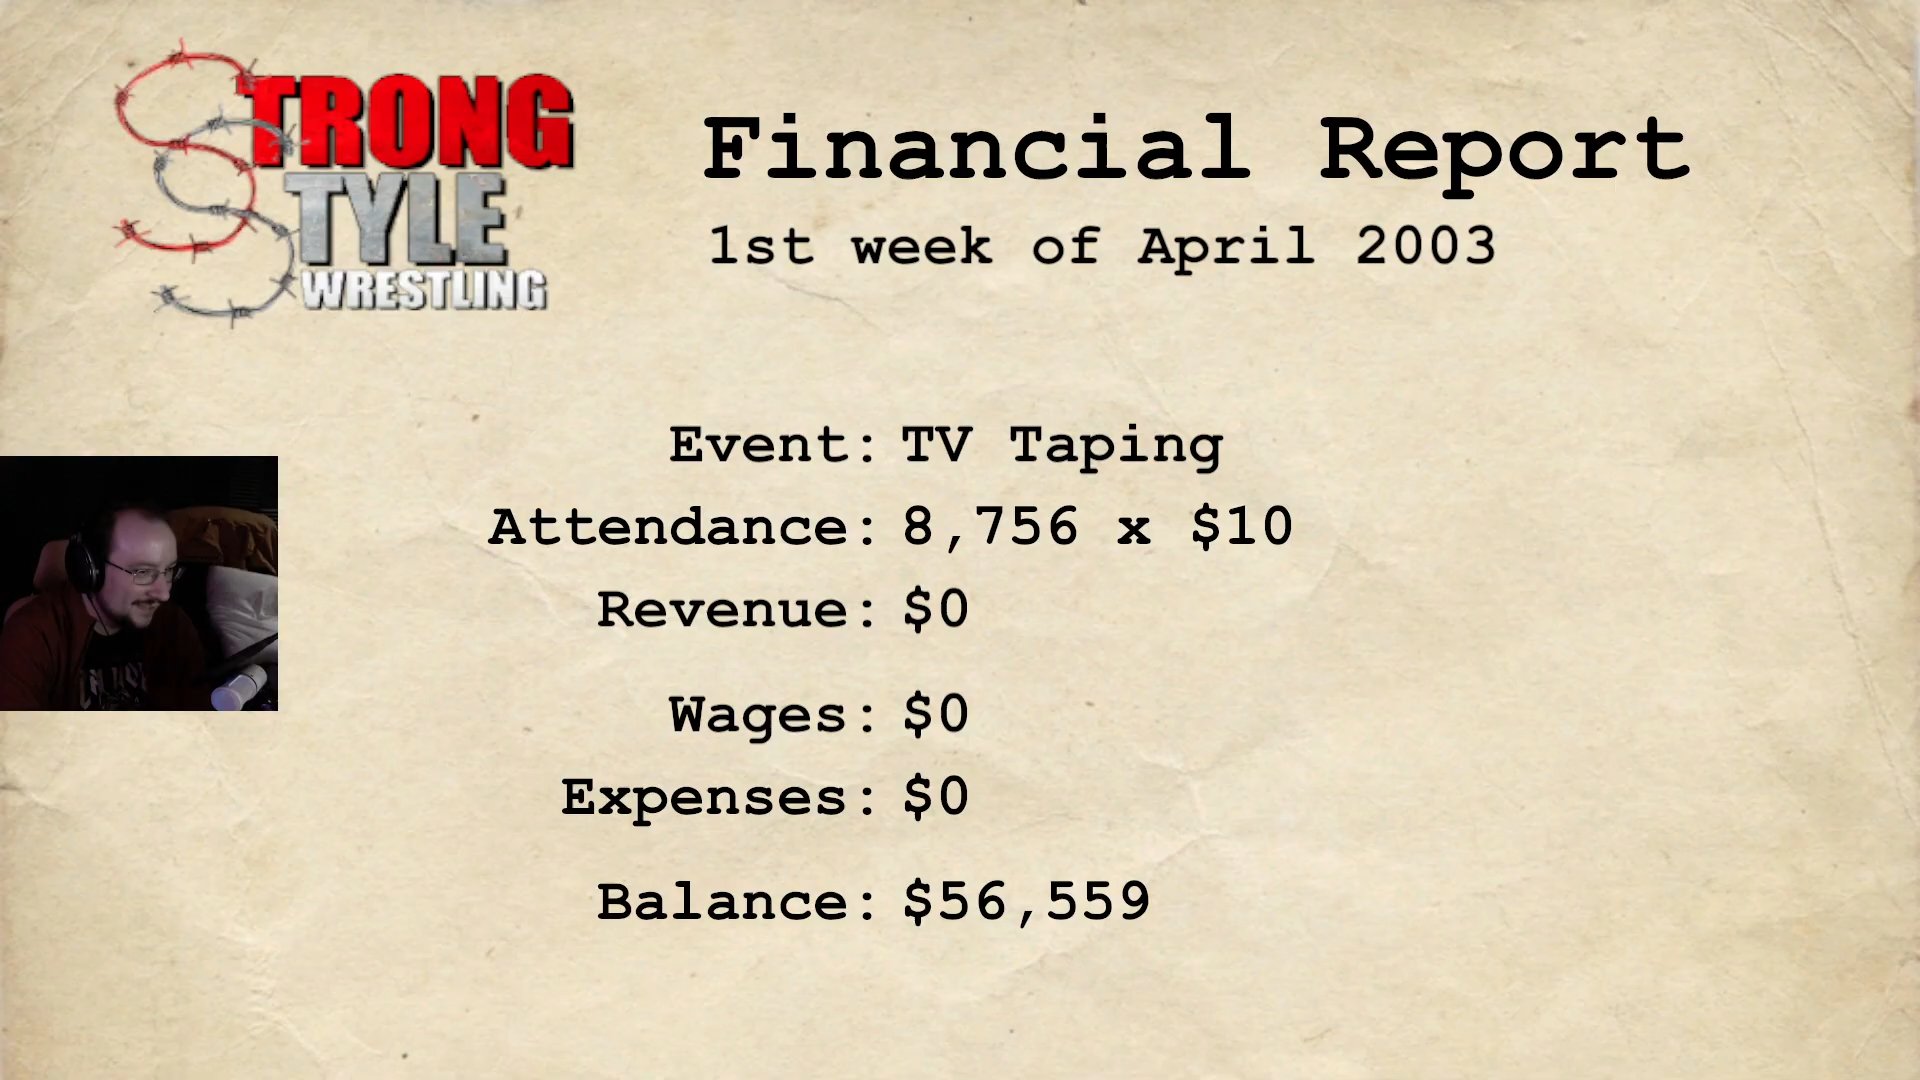 STRONG
STYLE
WRESTLING
Financial Report
1st week of April 2003
Event: TV Taping
Attendance: 8,756 x $10
Revenue: $0
Wages: $0
Expenses: $0
Balance: $56,559